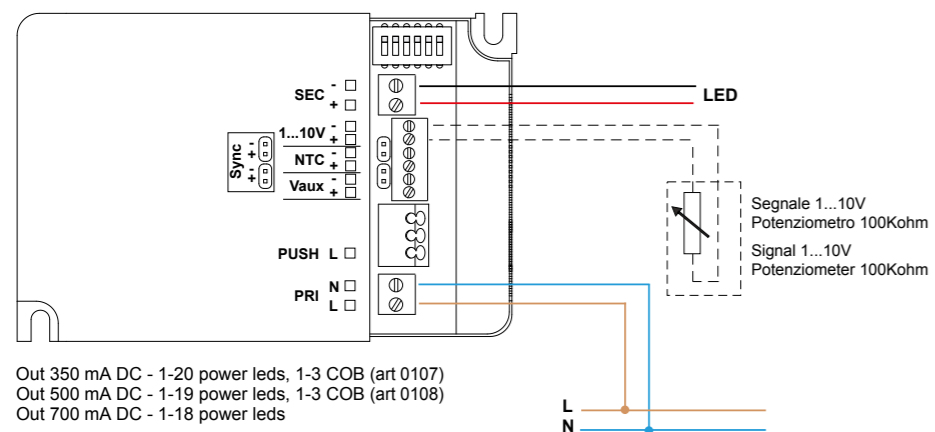 SEC - +
LED
1...10V - +
Sync + - + -
NTC - +
Vaux - +
Segnale 1...10V
Potenziometro 100Kohm
Signal 1...10V
Potenziometer 100Kohm
PUSH L
PRI N L
Out 350 mA DC - 1-20 power leds, 1-3 COB (art 0107)
Out 500 mA DC - 1-19 power leds, 1-3 COB (art 0108)
Out 700 mA DC - 1-18 power leds
L
N